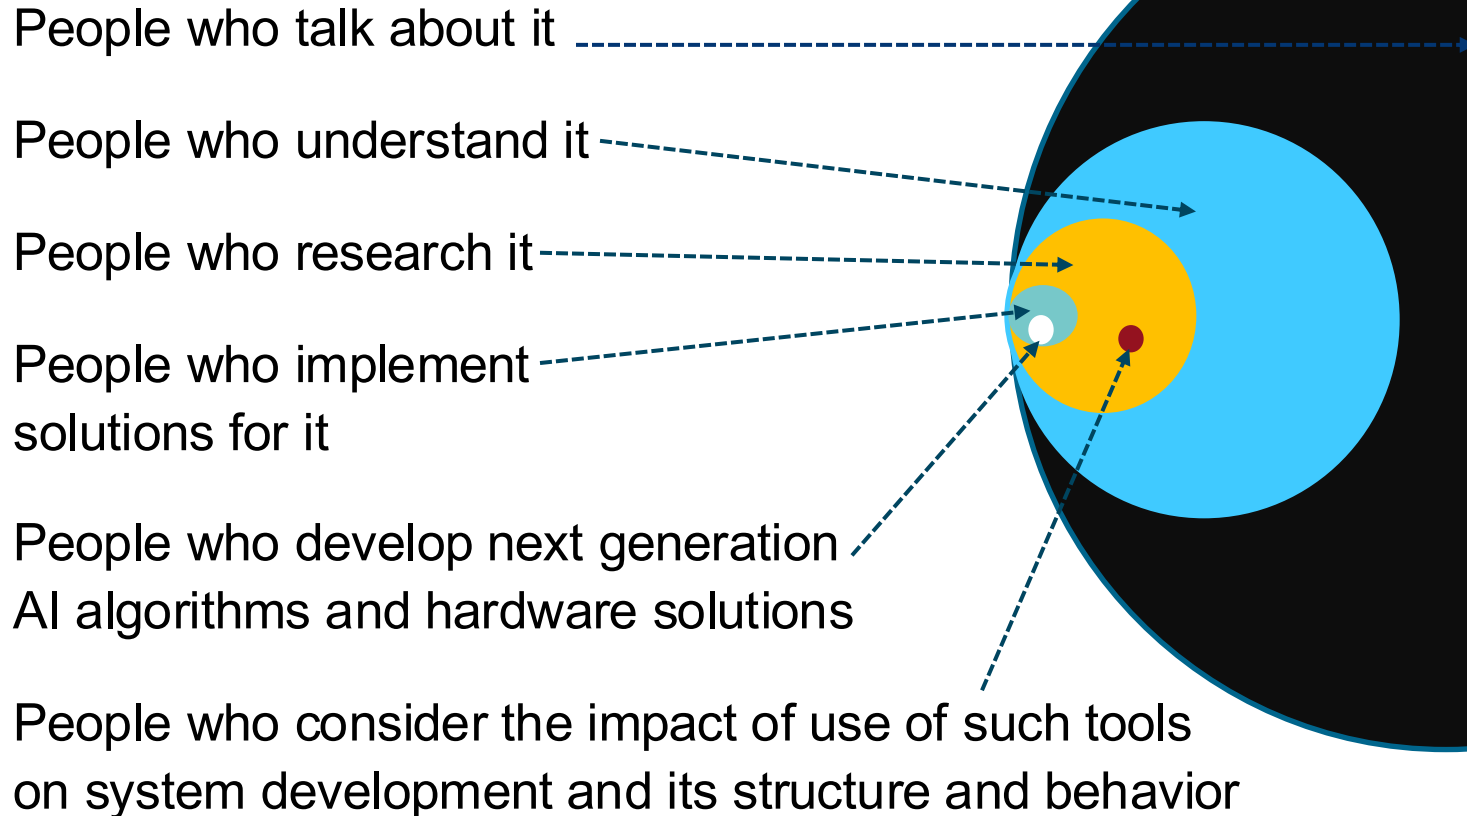 People who talk about it
People who understand it
People who research it
People who implement
solutions for it
People who develop next generation
AI algorithms and hardware solutions
People who consider the impact of use of such tools
on system development and its structure and behavior